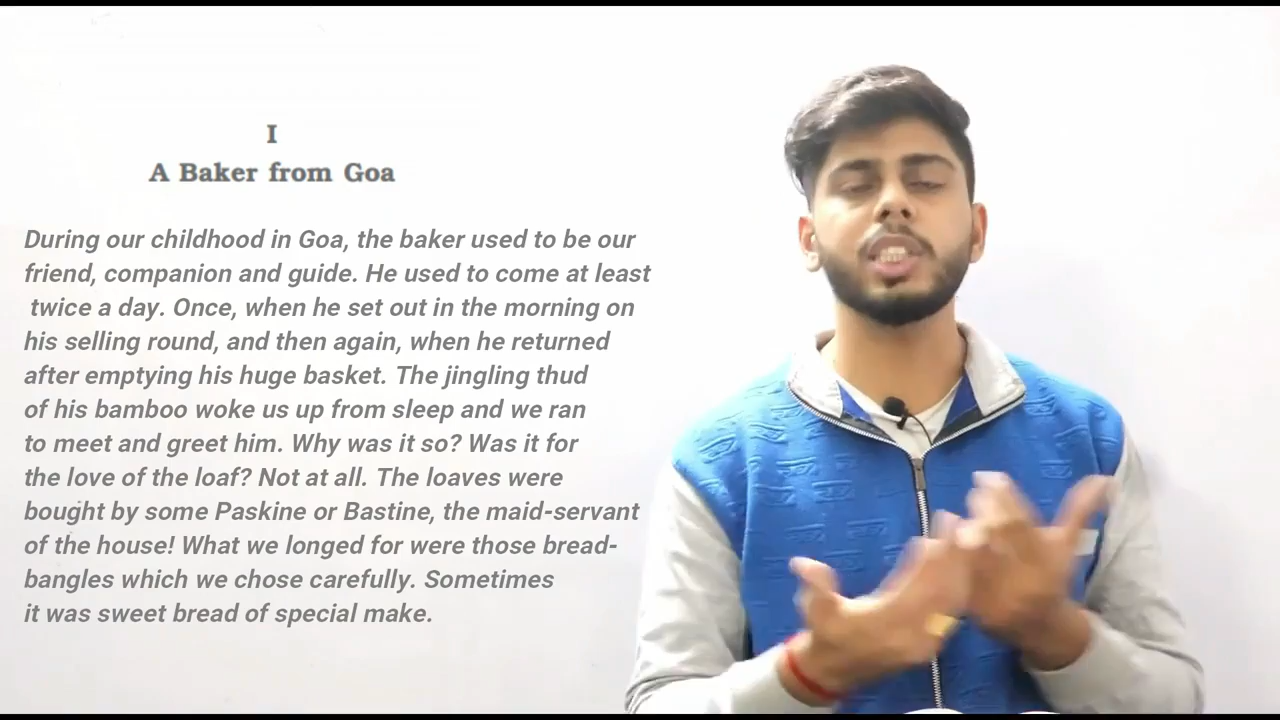 I
A Baker from Goa
During our childhood in Goa, the baker used to be our
friend, companion and guide. He used to come at least
twice a day. Once, when he set out in the morning on
his selling round, and then again, when he returned
after emptying his huge basket. The jingling thud
of his bamboo woke us up from sleep and we ran
to meet and greet him. Why was it so? Was it for
the love of the loaf? Not at all. The loaves were
bought by some Paskine or Bastine, the maid-servant
of the house! What we longed for were those bread-
bangles which we chose carefully. Sometimes
it was sweet bread of special make.